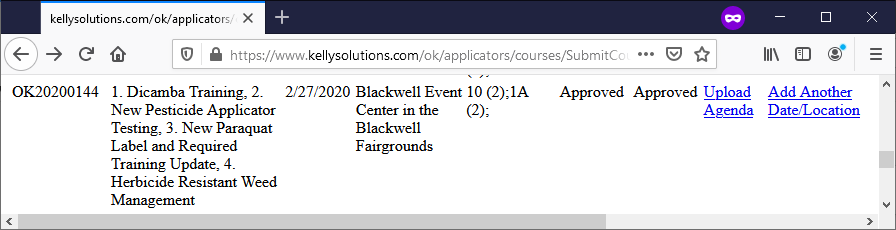 kellysolutions.com/ok/applicators/
https://www.kellysolutions.com/ok/applicators/courses/SubmitCou
OK20200144 1. Dicamba Training, 2. 2/27/2020 Blackwell Event 10 (2);1A Approved Approved Upload Add Another
New Pesticide Applicator Center in the (2); Agenda Date/Location
Testing, 3. New Paraquat Blackwell
Label and Required Fairgrounds
Training Update, 4.
Herbicide Resistant Weed
Management